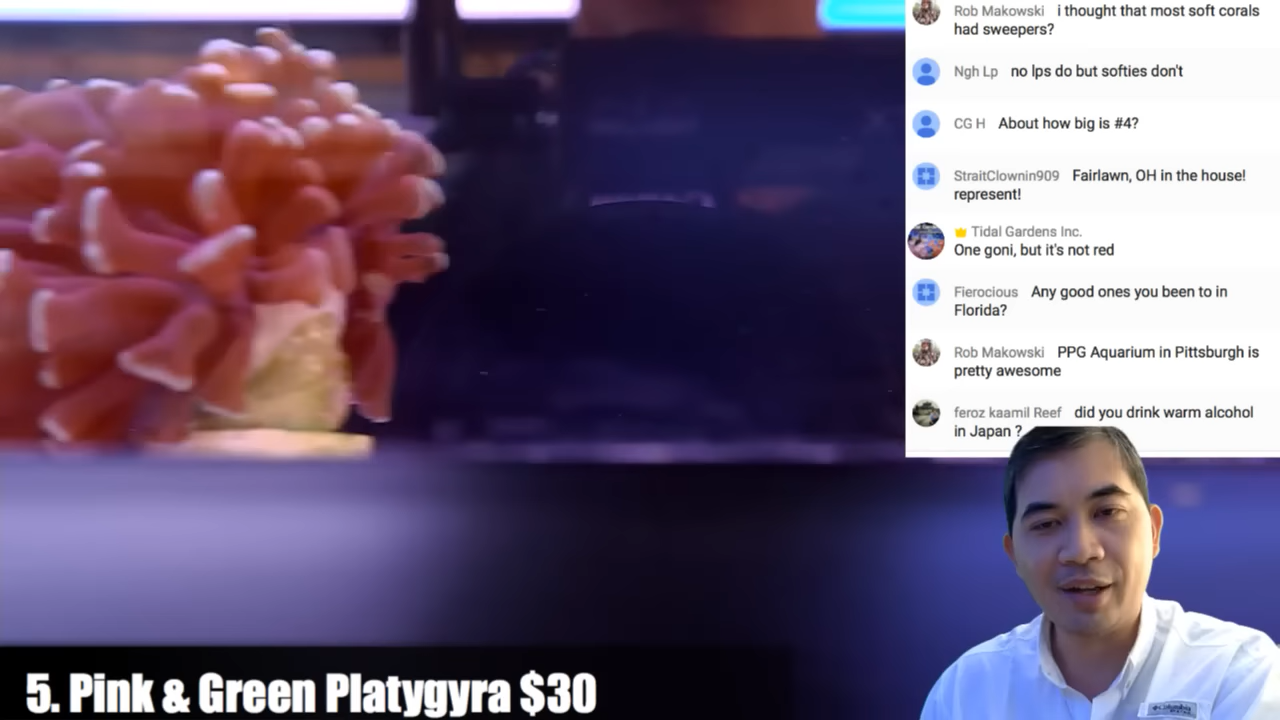 Rob Makowski i thought that most soft corals
had sweepers?
Ngh Lp no lps do but softies don't
CG H About how big is #4?
StraitClownin909 Fairlawn, OH in the house!
represent!
Tidal Gardens Inc.
One goni, but it's not red
Fierocious Any good ones you been to in
Florida?
Rob Makowski PPG Aquarium in Pittsburgh is
pretty awesome
feroz kaamil Reef did you drink warm alcohol
in Japan ?
Columbia
5. Pink & Green Platygyra $30